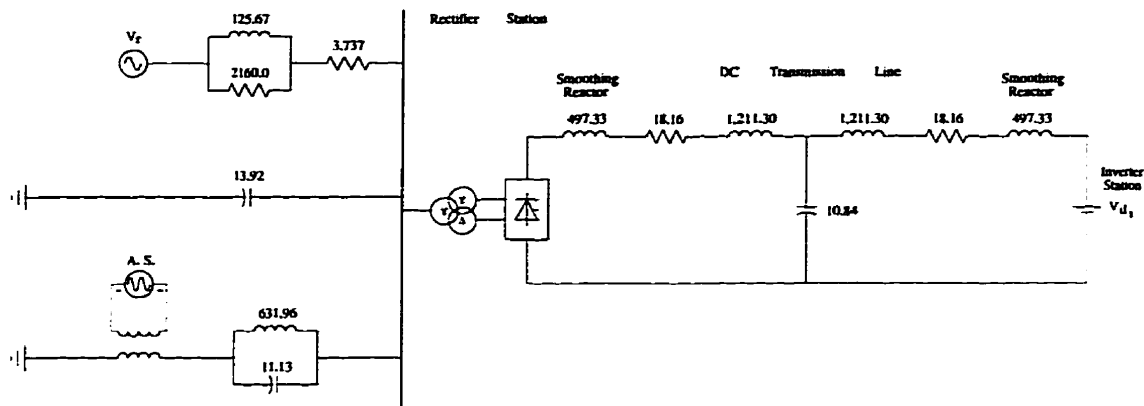 Vr
125.67
2160.0
3.737
Rectifier Station
Smoothing Reactor
497.33
18.16
DC Transmission Line
1,211.30
1,211.30
18.16
Smoothing Reactor
497.33
13.92
Y
Y
Δ
10.84
Inverter Station
Vd
A. S.
631.96
11.13